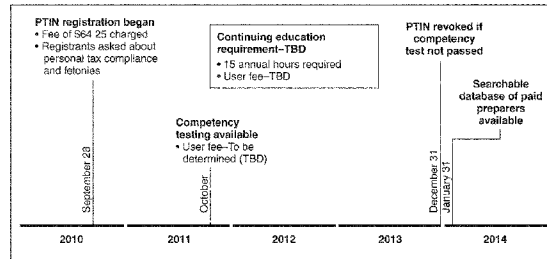 PTIN registration began
• Fee of $64 25 charged
• Registrants asked about
personal tax compliance
and felonies
September 28
Competency
testing available
• User fee–To be
determined (TBD)
October
Continuing education
requirement–TBD
• 15 annual hours required
• User fee–TBD
PTIN revoked if
competency
test not passed
December 31
Searchable
database of paid
preparers
available
January 31
2010
2011
2012
2013
2014